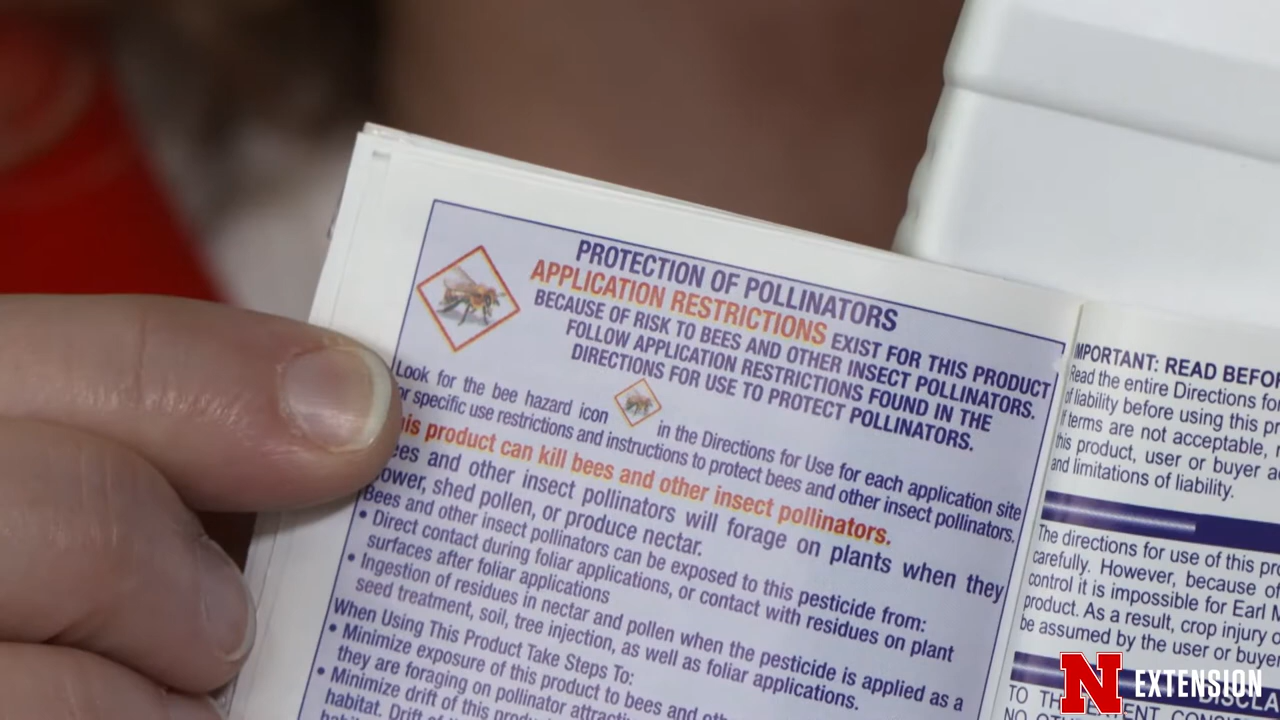 PROTECTION OF POLLINATORS
APPLICATION RESTRICTIONS EXIST FOR THIS PRODUCT
BECAUSE OF RISK TO BEES AND OTHER INSECT POLLINATORS.
FOLLOW APPLICATION RESTRICTIONS FOUND IN THE
DIRECTIONS FOR USE TO PROTECT POLLINATORS.
Look for the bee hazard icon in the Directions for Use for each application site
for specific use restrictions and instructions to protect bees and other insect pollinators.
This product can kill bees and other insect pollinators.
Bees and other insect pollinators will forage on plants when they
flower, shed pollen, or produce nectar.
Bees and other insect pollinators can be exposed to this pesticide from:
• Direct contact during foliar applications, or contact with residues on plant
surfaces after foliar applications
• Ingestion of residues in nectar and pollen when the pesticide is applied as a
seed treatment, soil, tree injection, as well as foliar applications.
When Using This Product Take Steps To:
• Minimize exposure of this product to bees and
they are foraging on pollinator
• Minimize drift of this
habitat. Drift of
IMPORTANT: READ
Read the entire Directions
of liability before using this
If terms are not acceptable,
this product, user or buyer
and limitations of liability.
The directions for use of this
carefully. However, because
control it is impossible for Earl
product. As a result, crop injury
be assumed by the user or
N EXTENSION